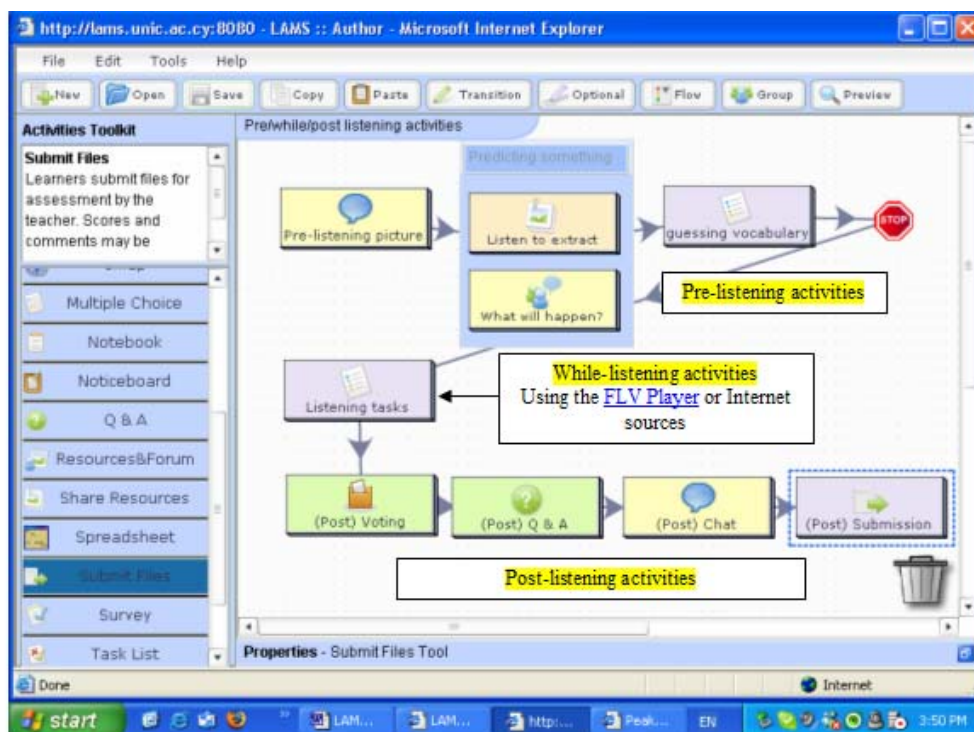 http://lams.unic.ac.cy:8080 - LAMS :: Author - Microsoft Internet Explorer
File Edit Tools Help
New Open Save Copy Paste Transition Optional Flow Group Preview
Activities Toolkit
Submit Files
Learners submit files for
assessment by the
teacher. Scores and
comments may be
Multiple Choice
Notebook
Noticeboard
Q & A
Resources&Forum
Share Resources
Spreadsheet
Submit Files
Survey
Task List
Pre/while/post listening activities
Predicting something
Pre-listening picture
Listen to extract
guessing vocabulary
STOP
What will happen?
Pre-listening activities
While-listening activities
Using the FLV Player or Internet
sources
Listening tasks
(Post) Voting
(Post) Q & A
(Post) Chat
(Post) Submission
Post-listening activities
Properties - Submit Files Tool
Done
Internet
start
LAM...
LAM...
http:...
Peak...
EN
3:50 PM